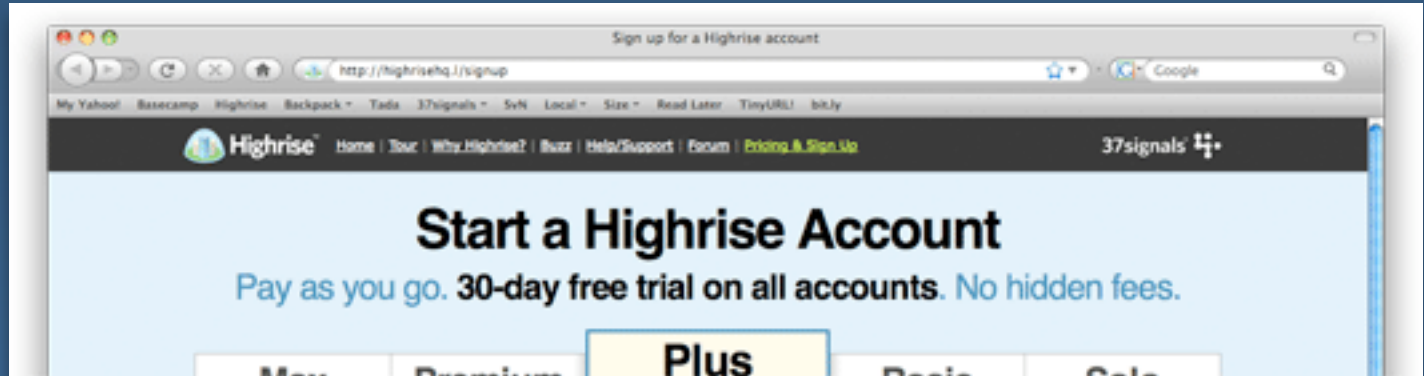 Sign up for a Highrise account
http://highrisehq.l/signup Google
My Yahoo! Basecamp Highrise Backpack Tada 37signals SvN Local Size Read Later TinyURL! bit.ly
Highrise™ Home | Tour | Why Highrise? | Buzz | Help/Support | Forum | Pricing & Sign Up 37signals
Start a Highrise Account
Pay as you go. 30-day free trial on all accounts. No hidden fees.
Max Premium Plus Basic Solo